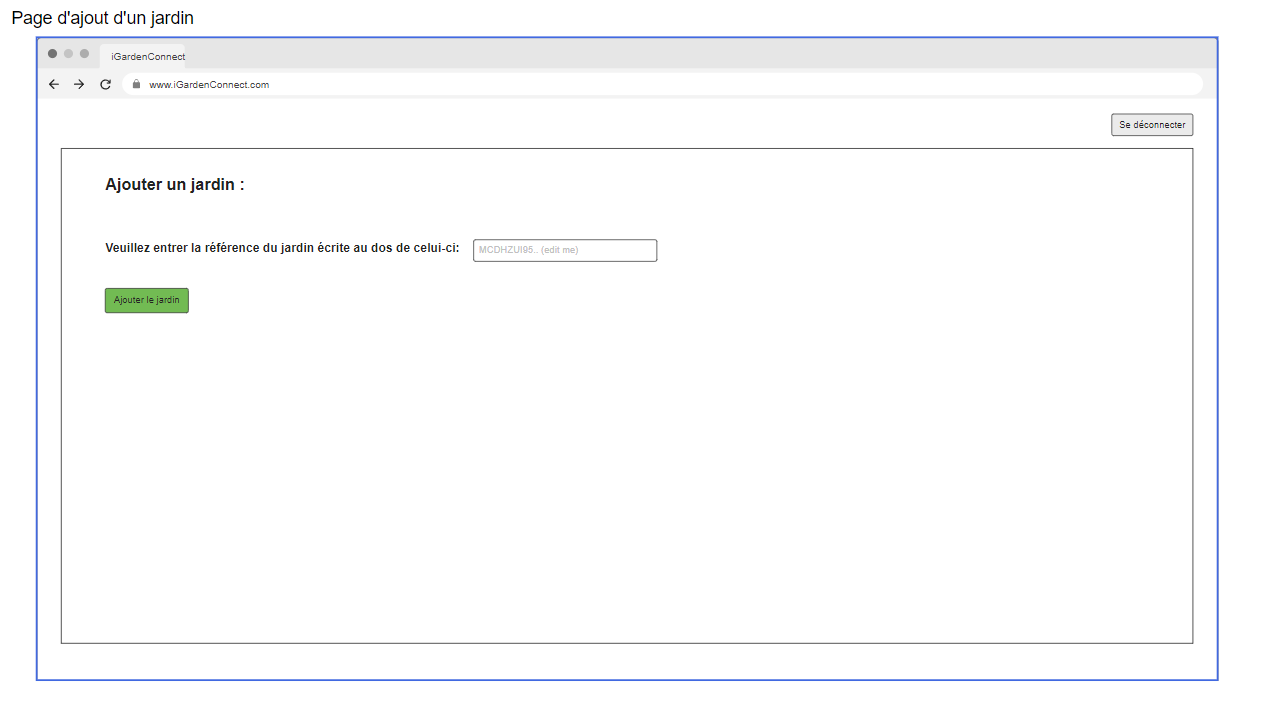 Page d'ajout d'un jardin
iGardenConnect
www.iGardenConnect.com
Se déconnecter
Ajouter un jardin :
Veuillez entrer la référence du jardin écrite au dos de celui-ci: MCDHZUI95.. (edit me)
Ajouter le jardin